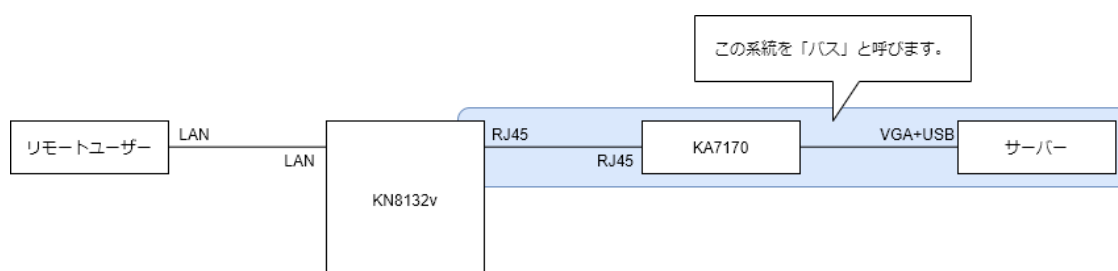 この系統を「バス」と呼びます。
リモートユーザー
LAN
LAN
KN8132v
RJ45
RJ45
KA7170
VGA+USB
サーバー